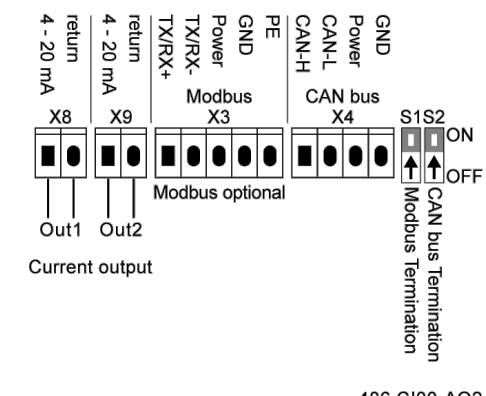 4 - 20 mA
return
4 - 20 mA
return
TX/RX+
TX/RX-
Power
GND
PE
CAN-H
CAN-L
Power
GND
Modbus
CAN bus
X8
X9
X3
X4
S1 S2
ON
OFF
Modbus optional
Out1
Out2
Current output
Modbus Termination
CAN bus Termination